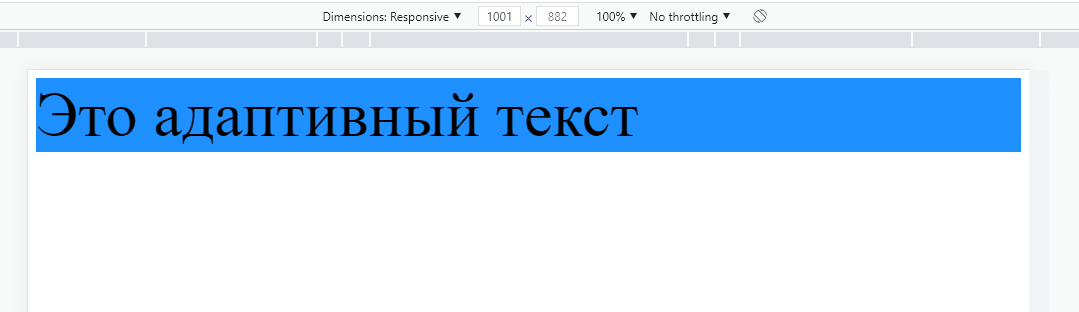 Dimensions: Responsive ▼ 1001 × 882 100% ▼ No throttling ▼
Это адаптивный текст